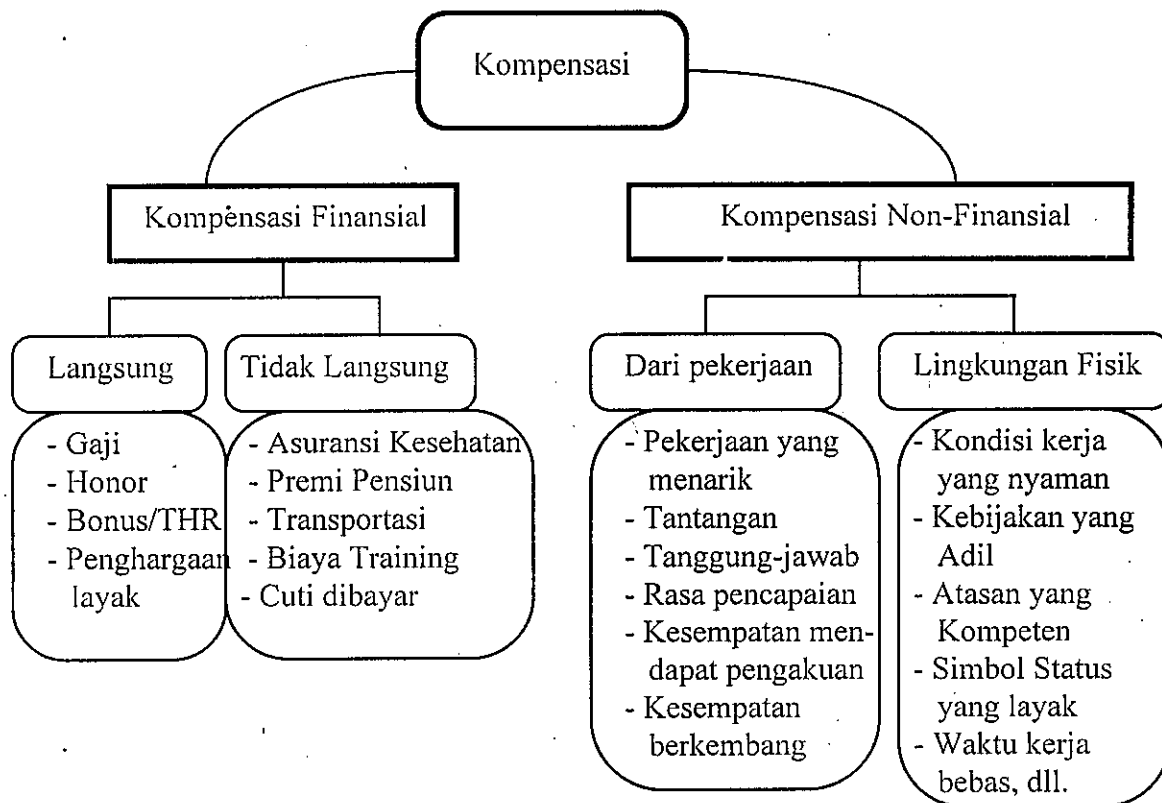 Kompensasi
Kompensasi Finansial
Kompensasi Non-Finansial
Langsung
Tidak Langsung
Dari pekerjaan
Lingkungan Fisik
- Gaji
- Honor
- Bonus/THR
- Penghargaan
layak
- Asuransi Kesehatan
- Premi Pensiun
- Transportasi
- Biaya Training
- Cuti dibayar
- Pekerjaan yang
menarik
- Tantangan
- Tanggung-jawab
- Rasa pencapaian
- Kesempatan men-
dapat pengakuan
- Kesempatan
berkembang
- Kondisi kerja
yang nyaman
- Kebijakan yang
Adil
- Atasan yang
Kompeten
- Simbol Status
yang layak
- Waktu kerja
bebas, dll.